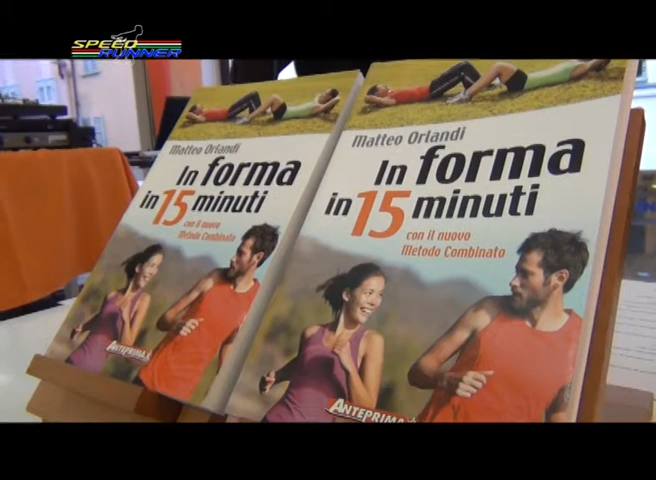 SPEED
RUNNER
Matteo Orlandi
In forma
in 15 minuti
con il nuovo
Metodo Combinato
ANTEPRIMA
Matteo Orlandi
In forma
in 15 minuti
con il nuovo
Metodo Combinato
ANTEPRIMA